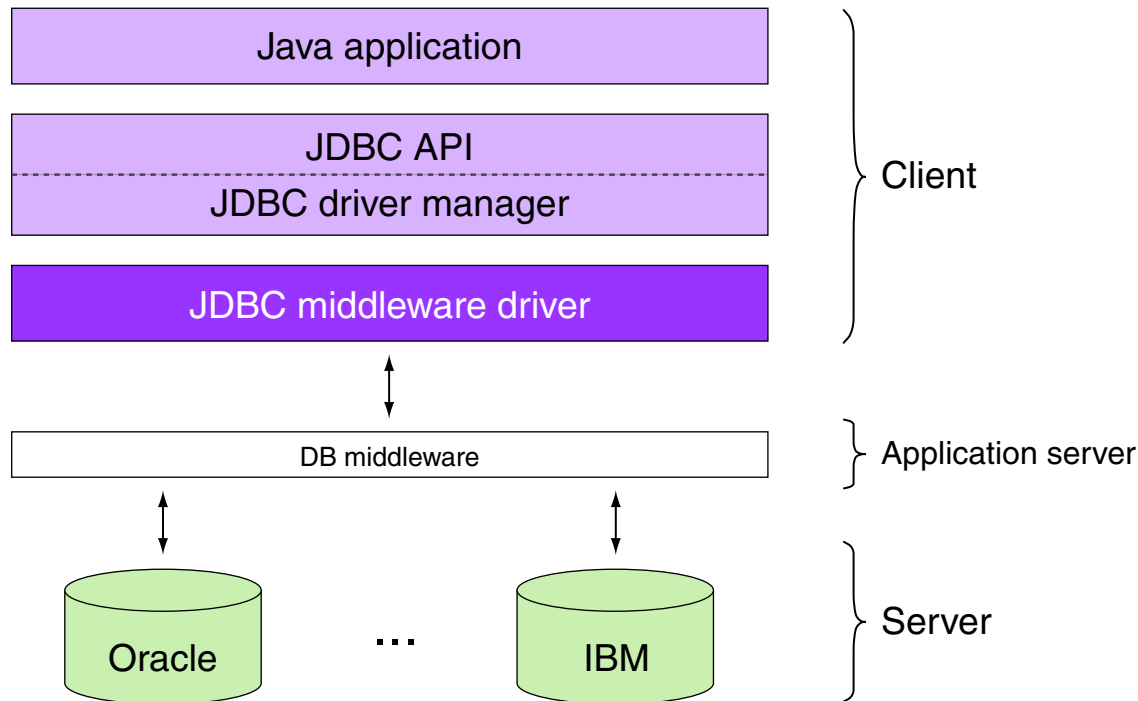 Java application
JDBC API
JDBC driver manager
Client
JDBC middleware driver
DB middleware
Application server
Oracle
...
IBM
Server